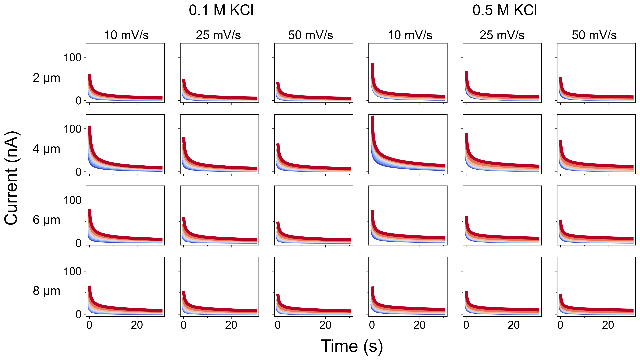 0.1 M KCl 0.5 M KCl
10 mV/s 25 mV/s 50 mV/s 10 mV/s 25 mV/s 50 mV/s
Current (nA)
2 μm 100 0
4 μm 100 0
6 μm 100 0
8 μm 100 0
0 20 0 20 0 20 0 20 0 20 0 20
Time (s)